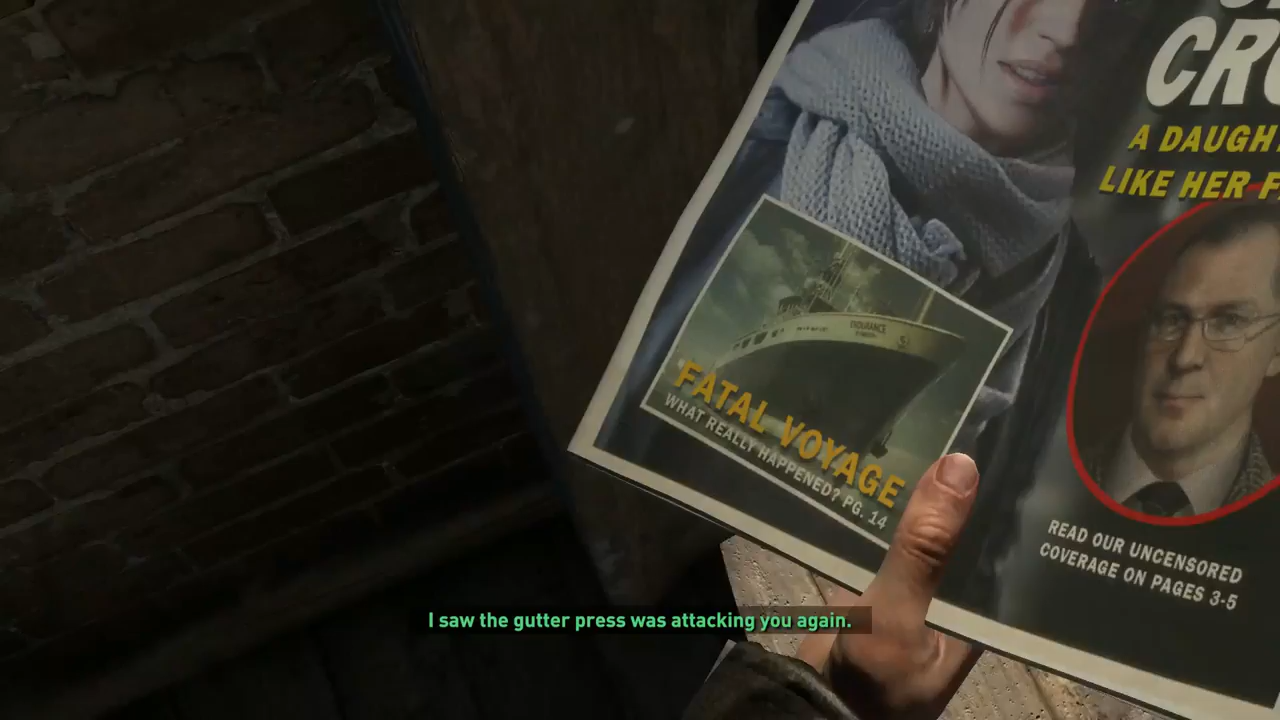 CR
A DAUGH
LIKE HER F
ENDURANCE
FATAL VOYAGE
WHAT REALLY HAPPENED? PG. 14
READ OUR UNCENSORED
COVERAGE ON PAGES 3-5
I saw the gutter press was attacking you again.